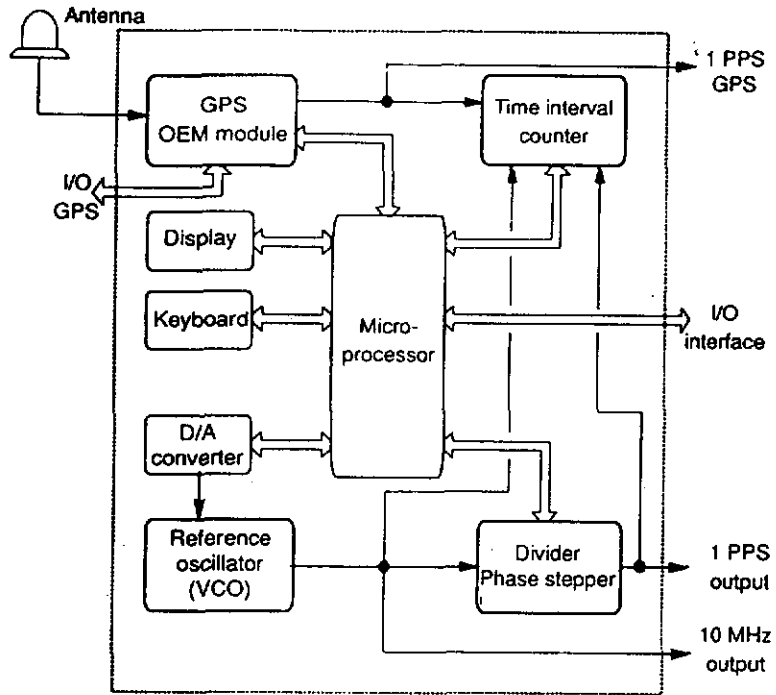 Antenna
1 PPS
GPS
GPS
OEM module
Time interval
counter
I/O
GPS
Display
Keyboard
Micro-
processor
I/O
interface
D/A
converter
Reference
oscillator
(VCO)
Divider
Phase stepper
1 PPS
output
10 MHz
output